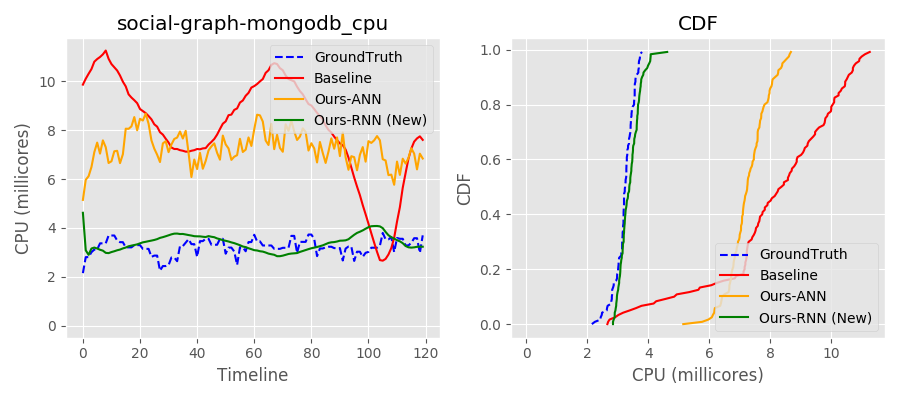 social-graph-mongodb_cpu
CPU (millicores)
10
8
6
4
2
0
0
20
40
60
80
100
120
Timeline
GroundTruth
Baseline
Ours-ANN
Ours-RNN (New)
CDF
CDF
1.0
0.8
0.6
0.4
0.2
0.0
0
2
4
6
8
10
CPU (millicores)
GroundTruth
Baseline
Ours-ANN
Ours-RNN (New)